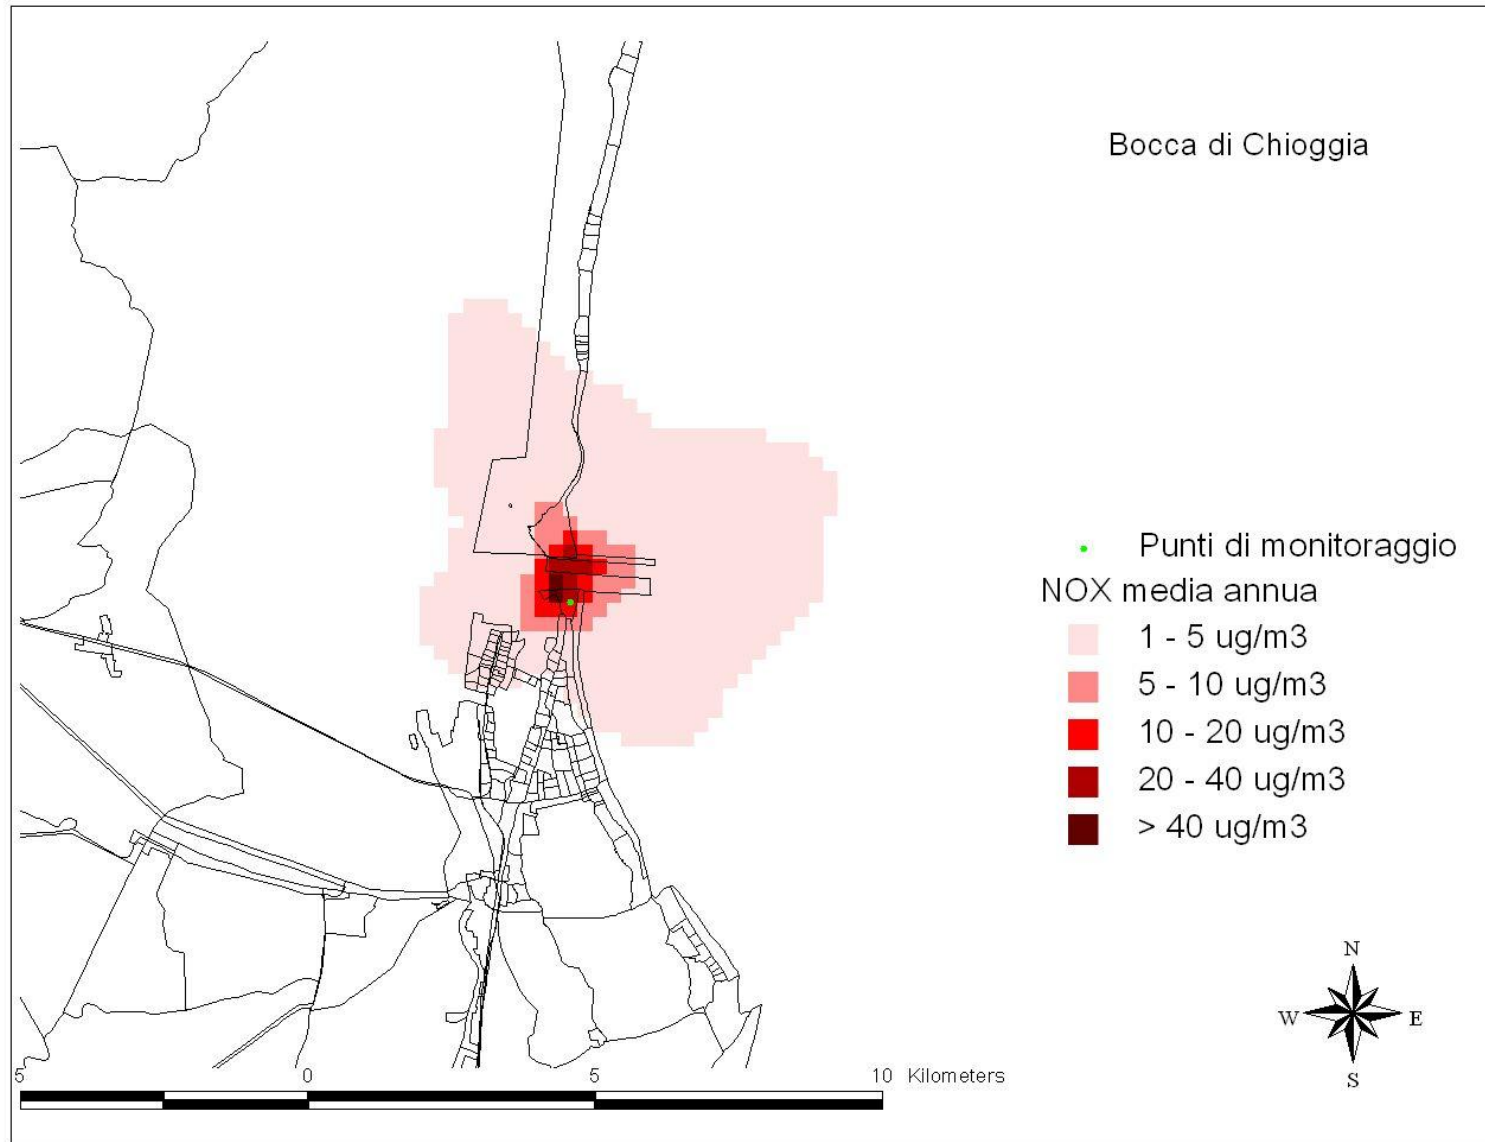 Bocca di Chioggia
Punti di monitoraggio
NOX media annua
1 - 5 ug/m3
5 - 10 ug/m3
10 - 20 ug/m3
20 - 40 ug/m3
> 40 ug/m3
N
W E
S
5 0 5 10 Kilometers